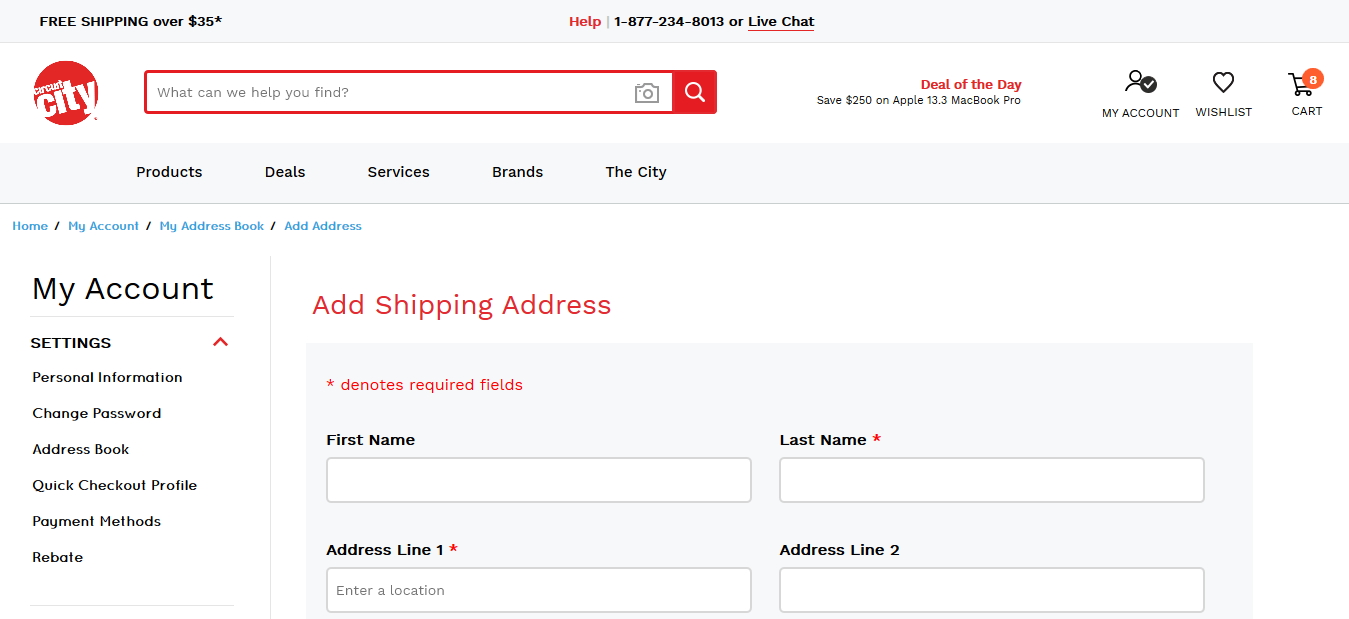 FREE SHIPPING over $35*
Help | 1-877-234-8013 or Live Chat
circuit
city
What can we help you find?
Deal of the Day
Save $250 on Apple 13.3 MacBook Pro
MY ACCOUNT
WISHLIST
8
CART
Products
Deals
Services
Brands
The City
Home / My Account / My Address Book / Add Address
My Account
SETTINGS
Personal Information
Change Password
Address Book
Quick Checkout Profile
Payment Methods
Rebate
Add Shipping Address
* denotes required fields
First Name
Last Name *
Address Line 1 *
Address Line 2
Enter a location